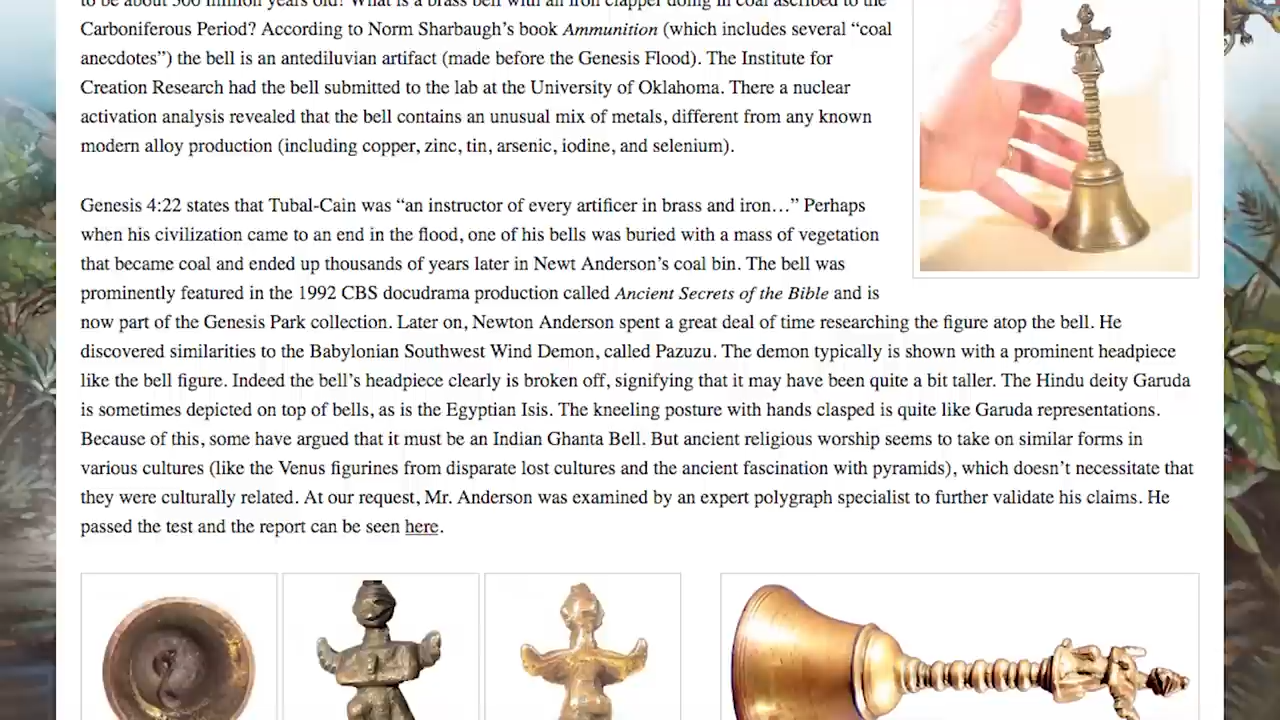 to be about 300 million years old! What is a brass bell with an iron clapper doing in coal ascribed to the
Carboniferous Period? According to Norm Sharbaugh’s book Ammunition (which includes several “coal
anecdotes”) the bell is an antediluvian artifact (made before the Genesis Flood). The Institute for
Creation Research had the bell submitted to the lab at the University of Oklahoma. There a nuclear
activation analysis revealed that the bell contains an unusual mix of metals, different from any known
modern alloy production (including copper, zinc, tin, arsenic, iodine, and selenium).
Genesis 4:22 states that Tubal-Cain was “an instructor of every artificer in brass and iron…” Perhaps
when his civilization came to an end in the flood, one of his bells was buried with a mass of vegetation
that became coal and ended up thousands of years later in Newt Anderson’s coal bin. The bell was
prominently featured in the 1992 CBS docudrama production called Ancient Secrets of the Bible and is
now part of the Genesis Park collection. Later on, Newton Anderson spent a great deal of time researching the figure atop the bell. He
discovered similarities to the Babylonian Southwest Wind Demon, called Pazuzu. The demon typically is shown with a prominent headpiece
like the bell figure. Indeed the bell’s headpiece clearly is broken off, signifying that it may have been quite a bit taller. The Hindu deity Garuda
is sometimes depicted on top of bells, as is the Egyptian Isis. The kneeling posture with hands clasped is quite like Garuda representations.
Because of this, some have argued that it must be an Indian Ghanta Bell. But ancient religious worship seems to take on similar forms in
various cultures (like the Venus figurines from disparate lost cultures and the ancient fascination with pyramids), which doesn’t necessitate that
they were culturally related. At our request, Mr. Anderson was examined by an expert polygraph specialist to further validate his claims. He
passed the test and the report can be seen here.